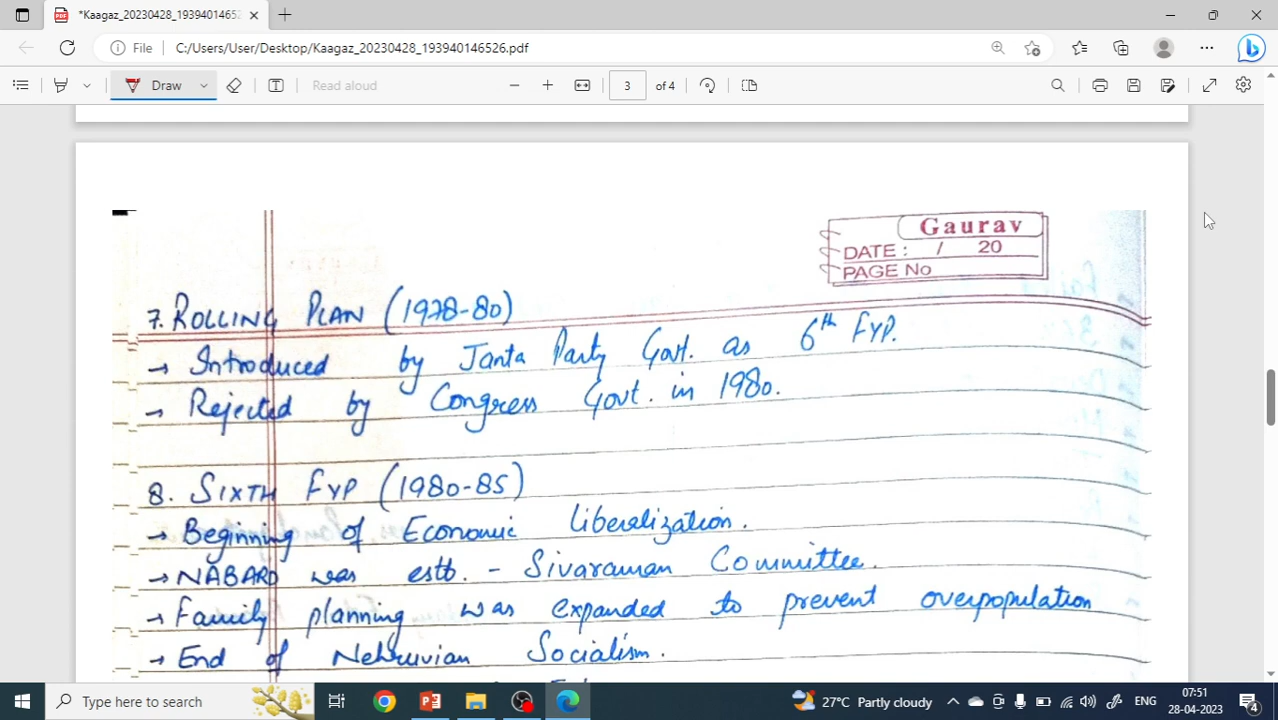 *Kaagaz_20230428_19394014652
File
C:/Users/User/Desktop/Kaagaz_20230428_193940146526.pdf
Draw
Read aloud
3 of 4
Gaurav
DATE : / 20
PAGE No
7. ROLLING PLAN (1978-80)
→ Introduced by Janta Party Govt. as 6th FYP.
→ Rejected by Congress Govt. in 1980.
8. SIXTH FYP (1980-85)
→ Beginning of Economic liberalization.
→ NABARD was estb. - Sivaraman Committee.
→ Family planning was expanded to prevent overpopulation
→ End of Nehruvian Socialism.
Type here to search
27°C Partly cloudy
ENG
07:51
28-04-2023
4